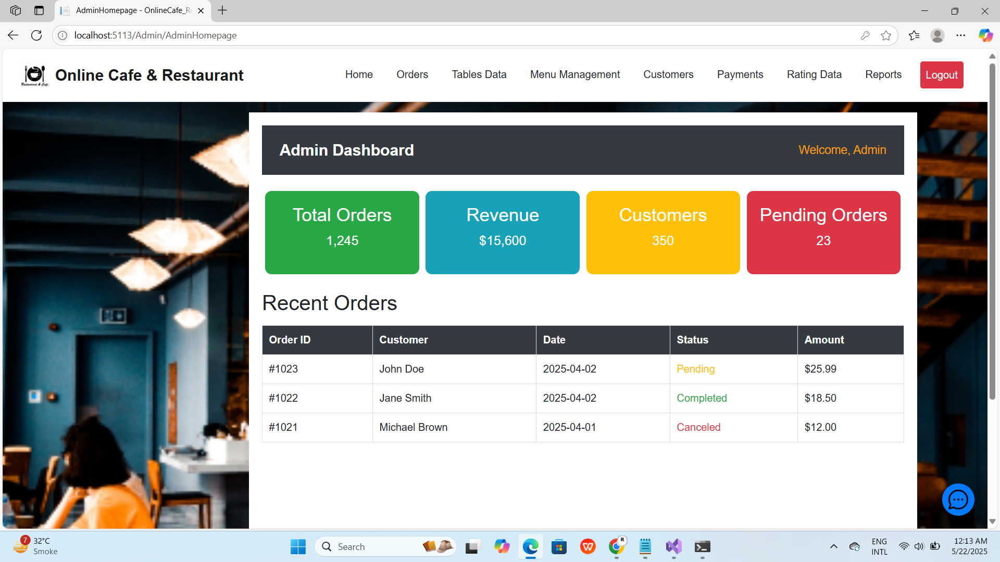 AdminHomepage - OnlineCafe_Re
localhost:5113/Admin/AdminHomepage
Restaurant & Cafe
Online Cafe & Restaurant
Home
Orders
Tables Data
Menu Management
Customers
Payments
Rating Data
Reports
Logout
Admin Dashboard
Welcome, Admin
Total Orders
1,245
Revenue
$15,600
Customers
350
Pending Orders
23
Recent Orders
Order ID Customer Date Status Amount
#1023 John Doe 2025-04-02 Pending $25.99
#1022 Jane Smith 2025-04-02 Completed $18.50
#1021 Michael Brown 2025-04-01 Canceled $12.00
7
32°C
Smoke
Search
W
R
ENG
INTL
12:13 AM
5/22/2025